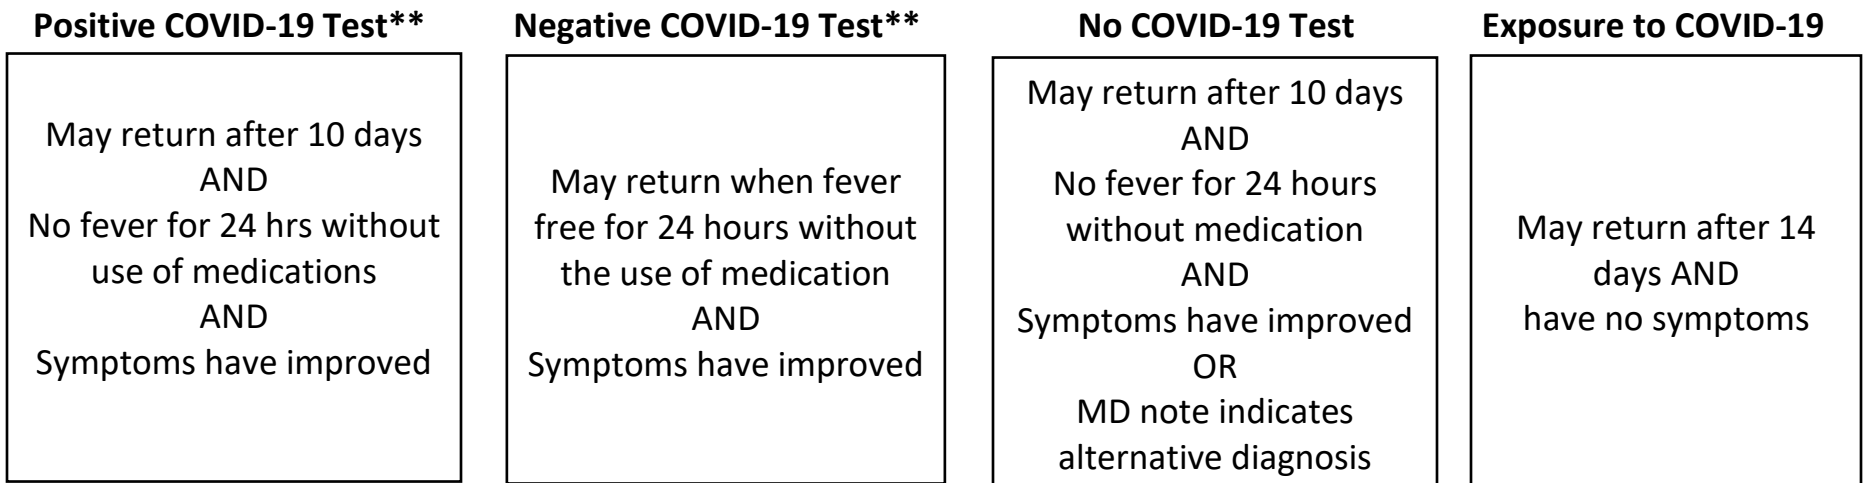 Positive COVID-19 Test**
May return after 10 days
AND
No fever for 24 hrs without
use of medications
AND
Symptoms have improved
Negative COVID-19 Test**
May return when fever
free for 24 hours without
the use of medication
AND
Symptoms have improved
No COVID-19 Test
May return after 10 days
AND
No fever for 24 hours
without medication
AND
Symptoms have improved
OR
MD note indicates
alternative diagnosis
Exposure to COVID-19
May return after 14
days AND
have no symptoms